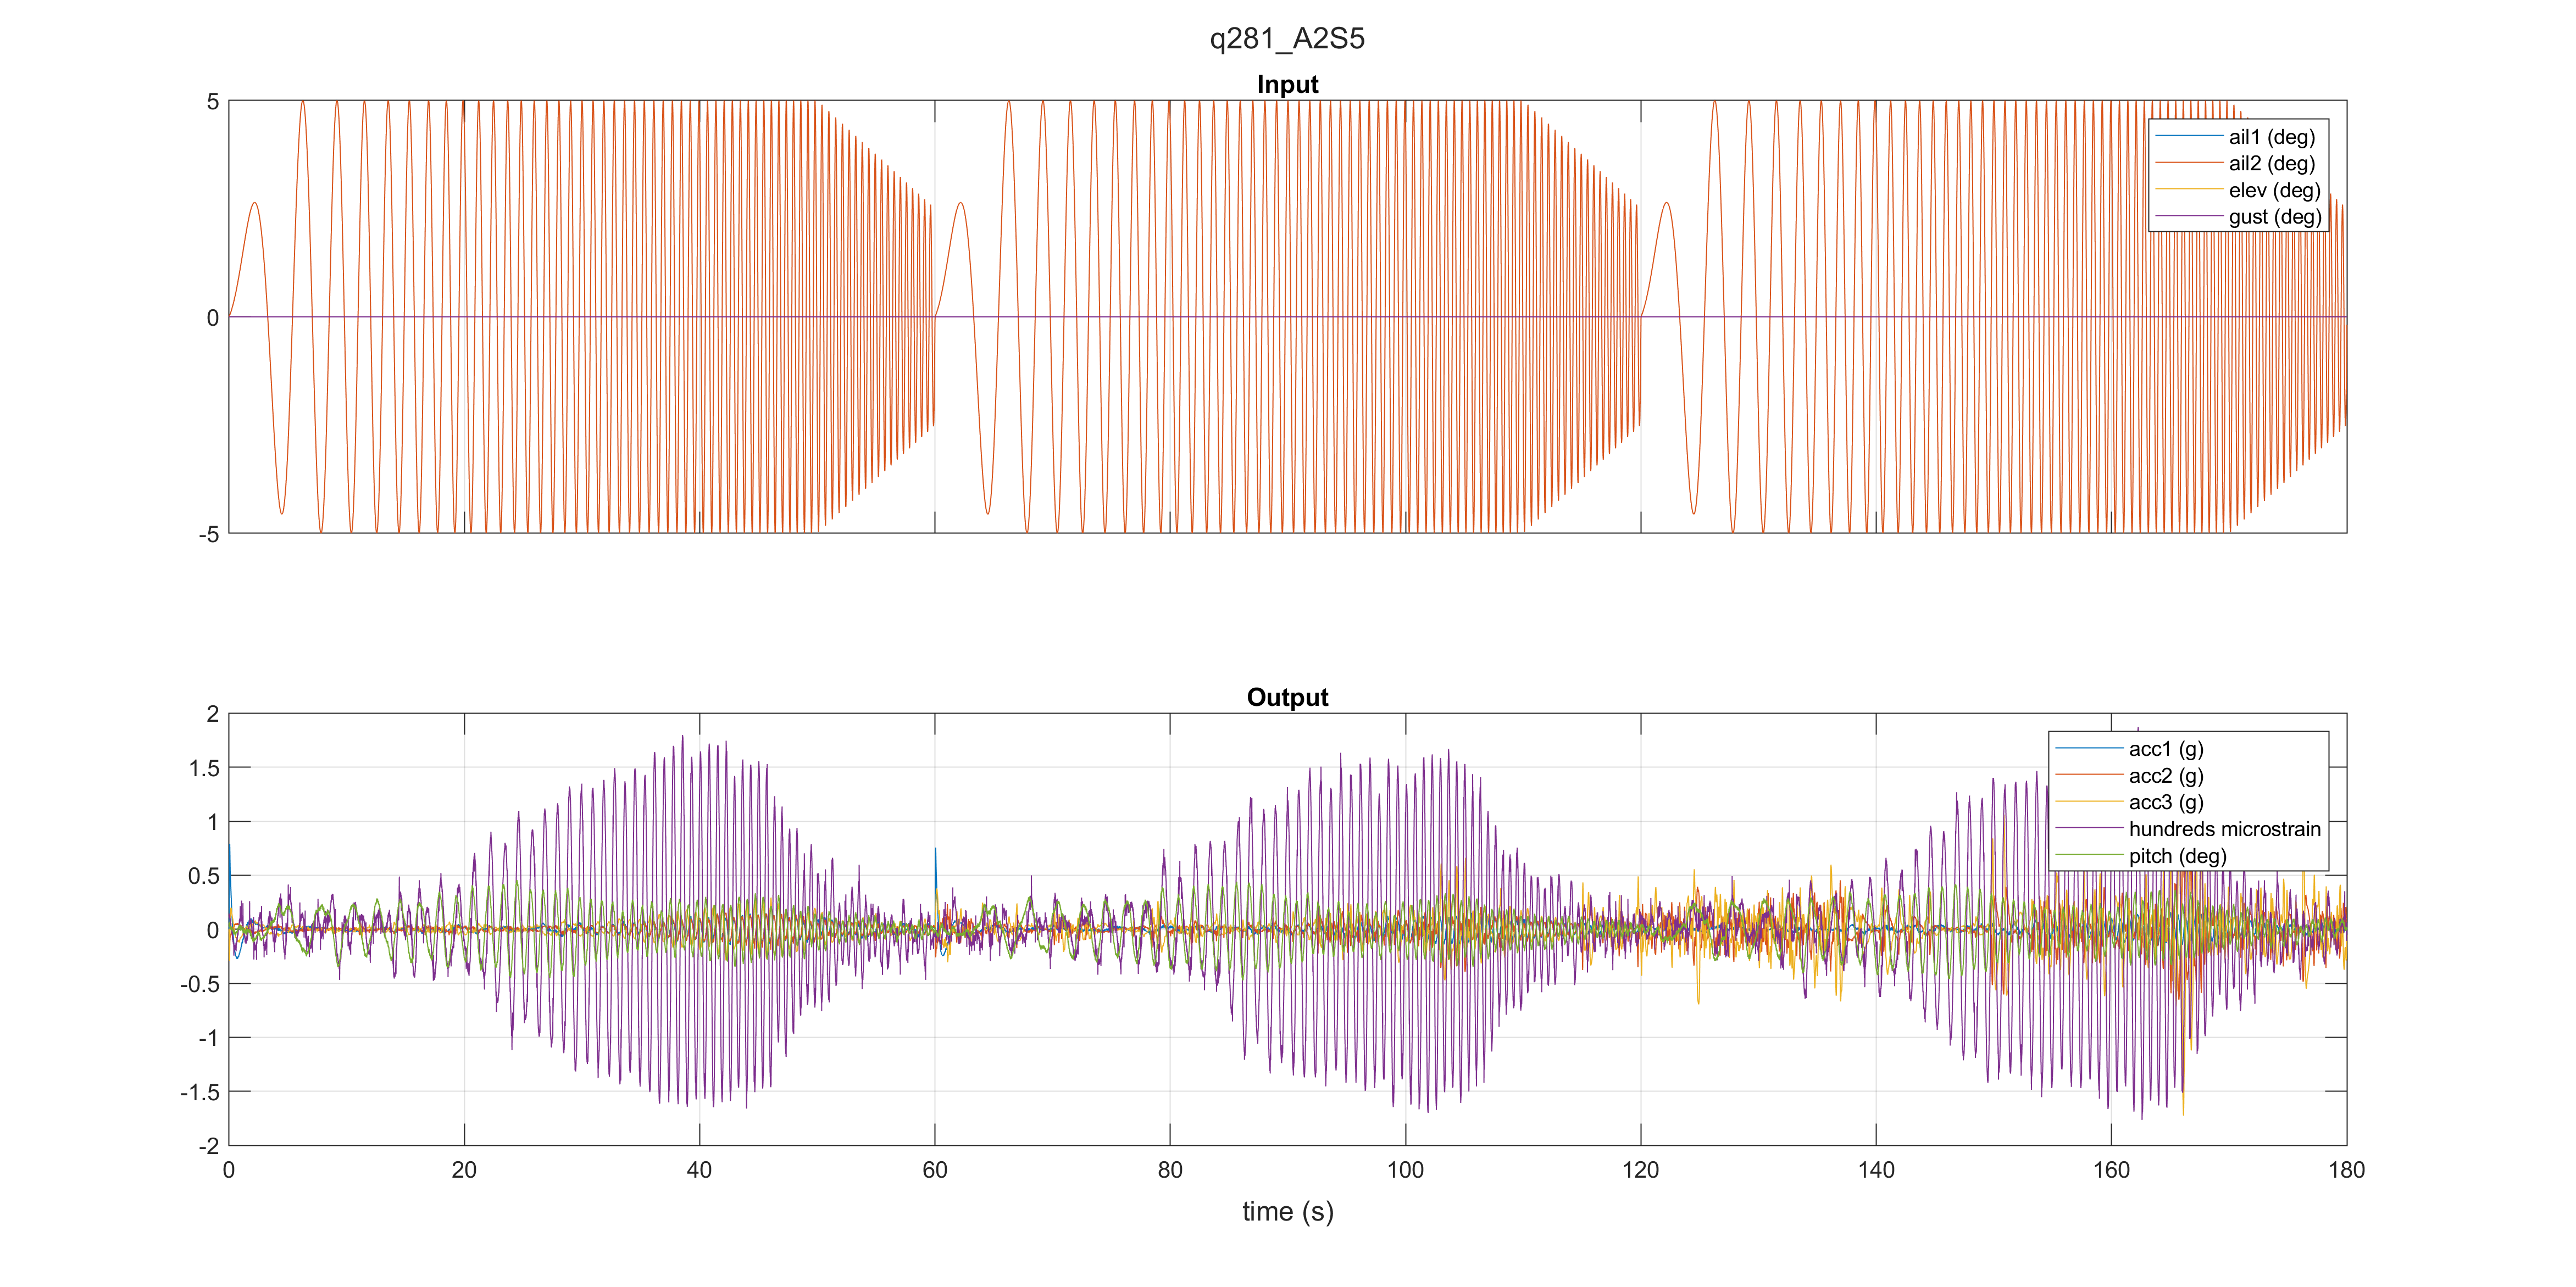 q281_A2S5
Input
5
0
-5
ail1 (deg)
ail2 (deg)
elev (deg)
gust (deg)
Output
2
1.5
1
0.5
0
-0.5
-1
-1.5
-2
acc1 (g)
acc2 (g)
acc3 (g)
hundreds microstrain
pitch (deg)
0 20 40 60 80 100 120 140 160 180
time (s)